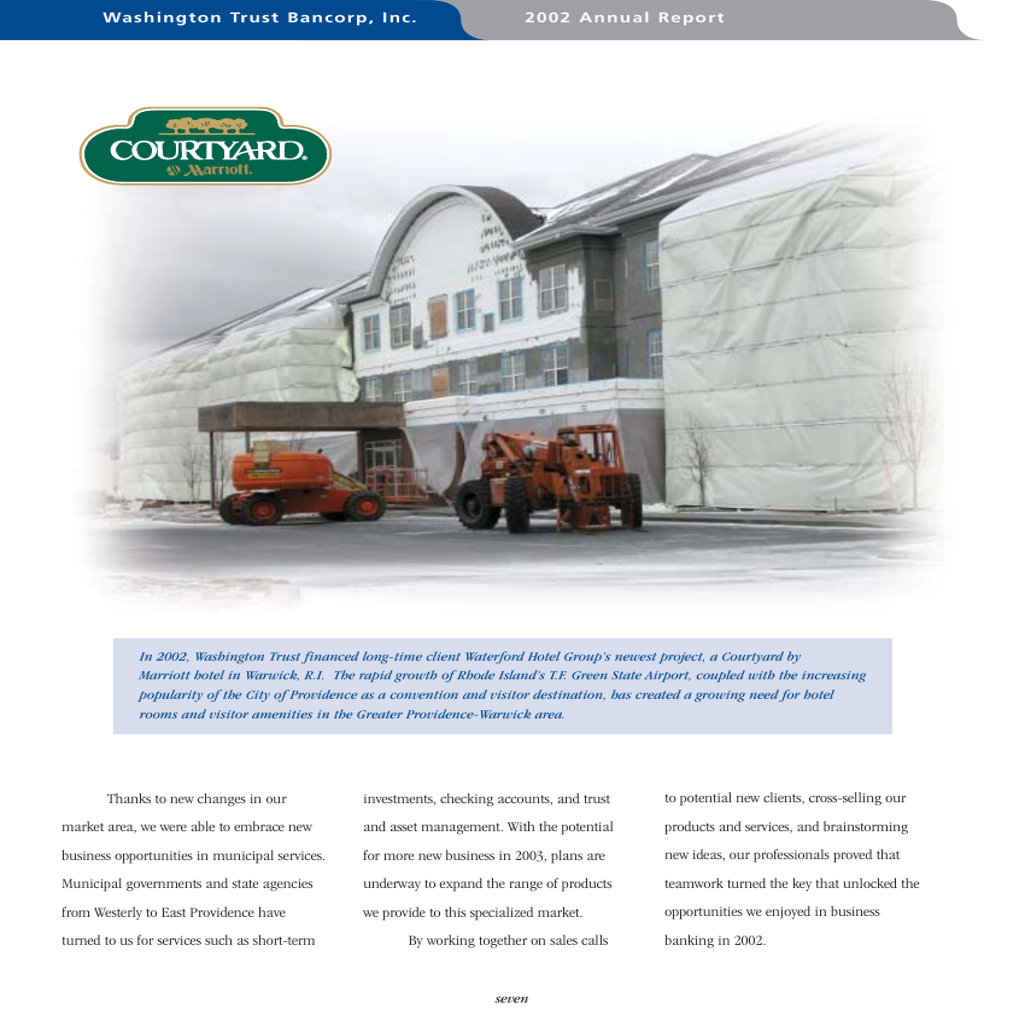 Washington Trust Bancorp, Inc.
2002 Annual Report
COURTYARD®
Marriott.
In 2002, Washington Trust financed long-time client Waterford Hotel Group's newest project, a Courtyard by
Marriott hotel in Warwick, R.I. The rapid growth of Rhode Island's T.F. Green State Airport, coupled with the increasing
popularity of the City of Providence as a convention and visitor destination, has created a growing need for hotel
rooms and visitor amenities in the Greater Providence-Warwick area.
Thanks to new changes in our
market area, we were able to embrace new
business opportunities in municipal services.
Municipal governments and state agencies
from Westerly to East Providence have
turned to us for services such as short-term
investments, checking accounts, and trust
and asset management. With the potential
for more new business in 2003, plans are
underway to expand the range of products
we provide to this specialized market.
By working together on sales calls
to potential new clients, cross-selling our
products and services, and brainstorming
new ideas, our professionals proved that
teamwork turned the key that unlocked the
opportunities we enjoyed in business
banking in 2002.
seven